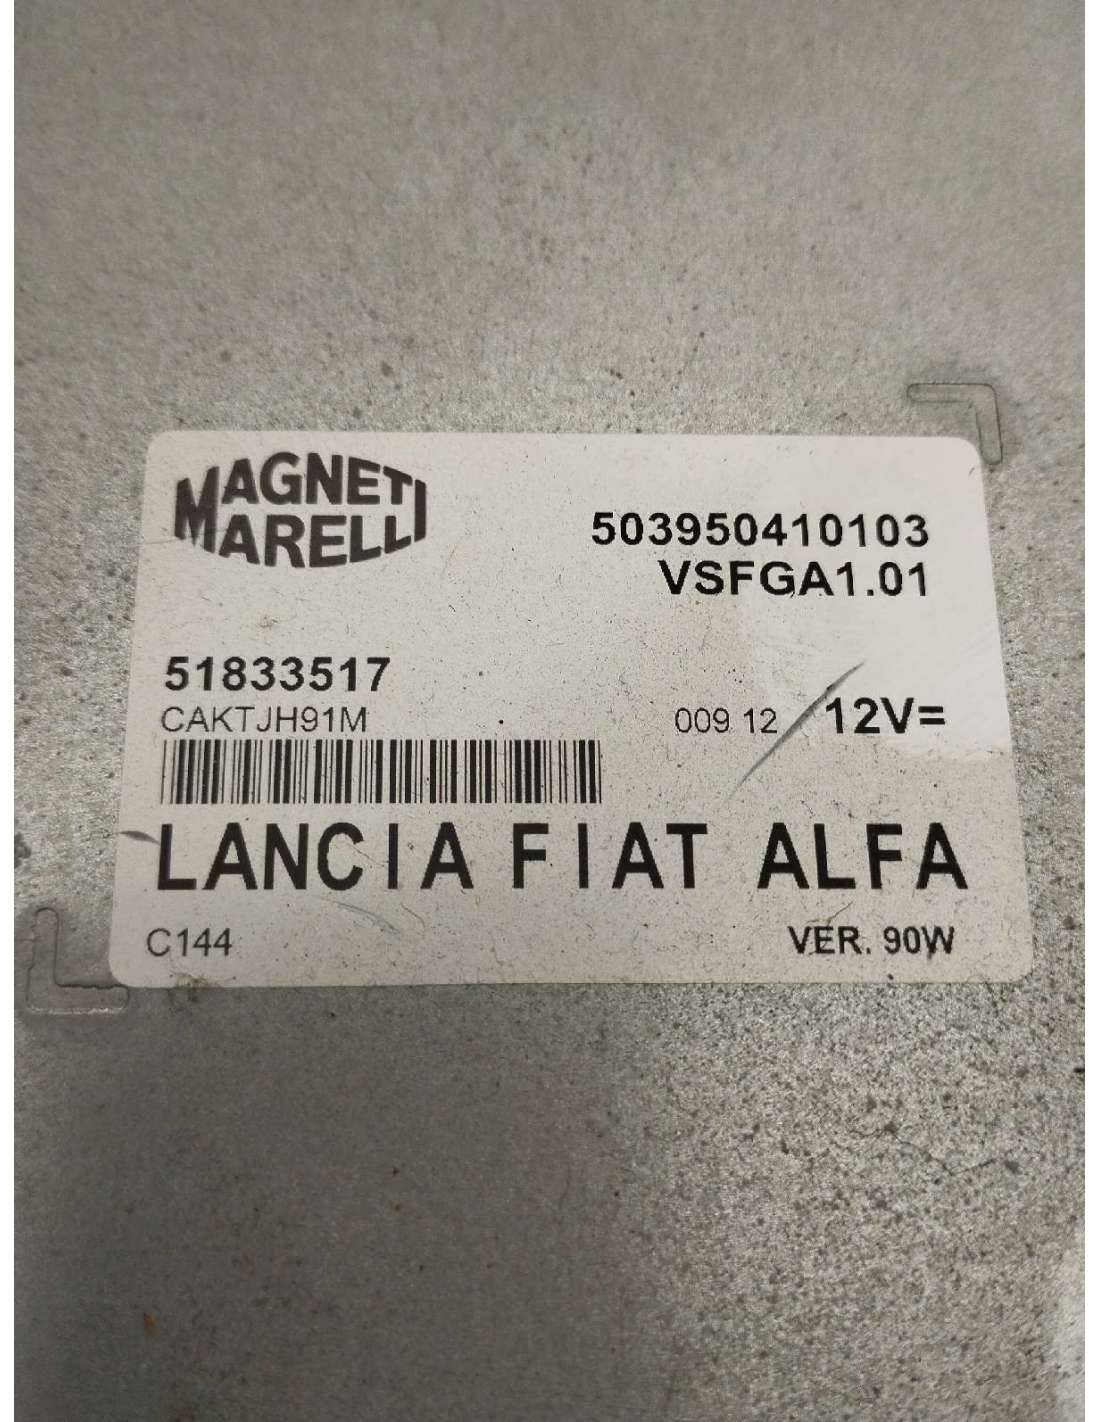 MAGNETI
MARELLI
503950410103
VSFGA1.01
51833517
CAKTJH91M
009 12
12V=
LANCIA FIAT ALFA
C144
VER. 90W